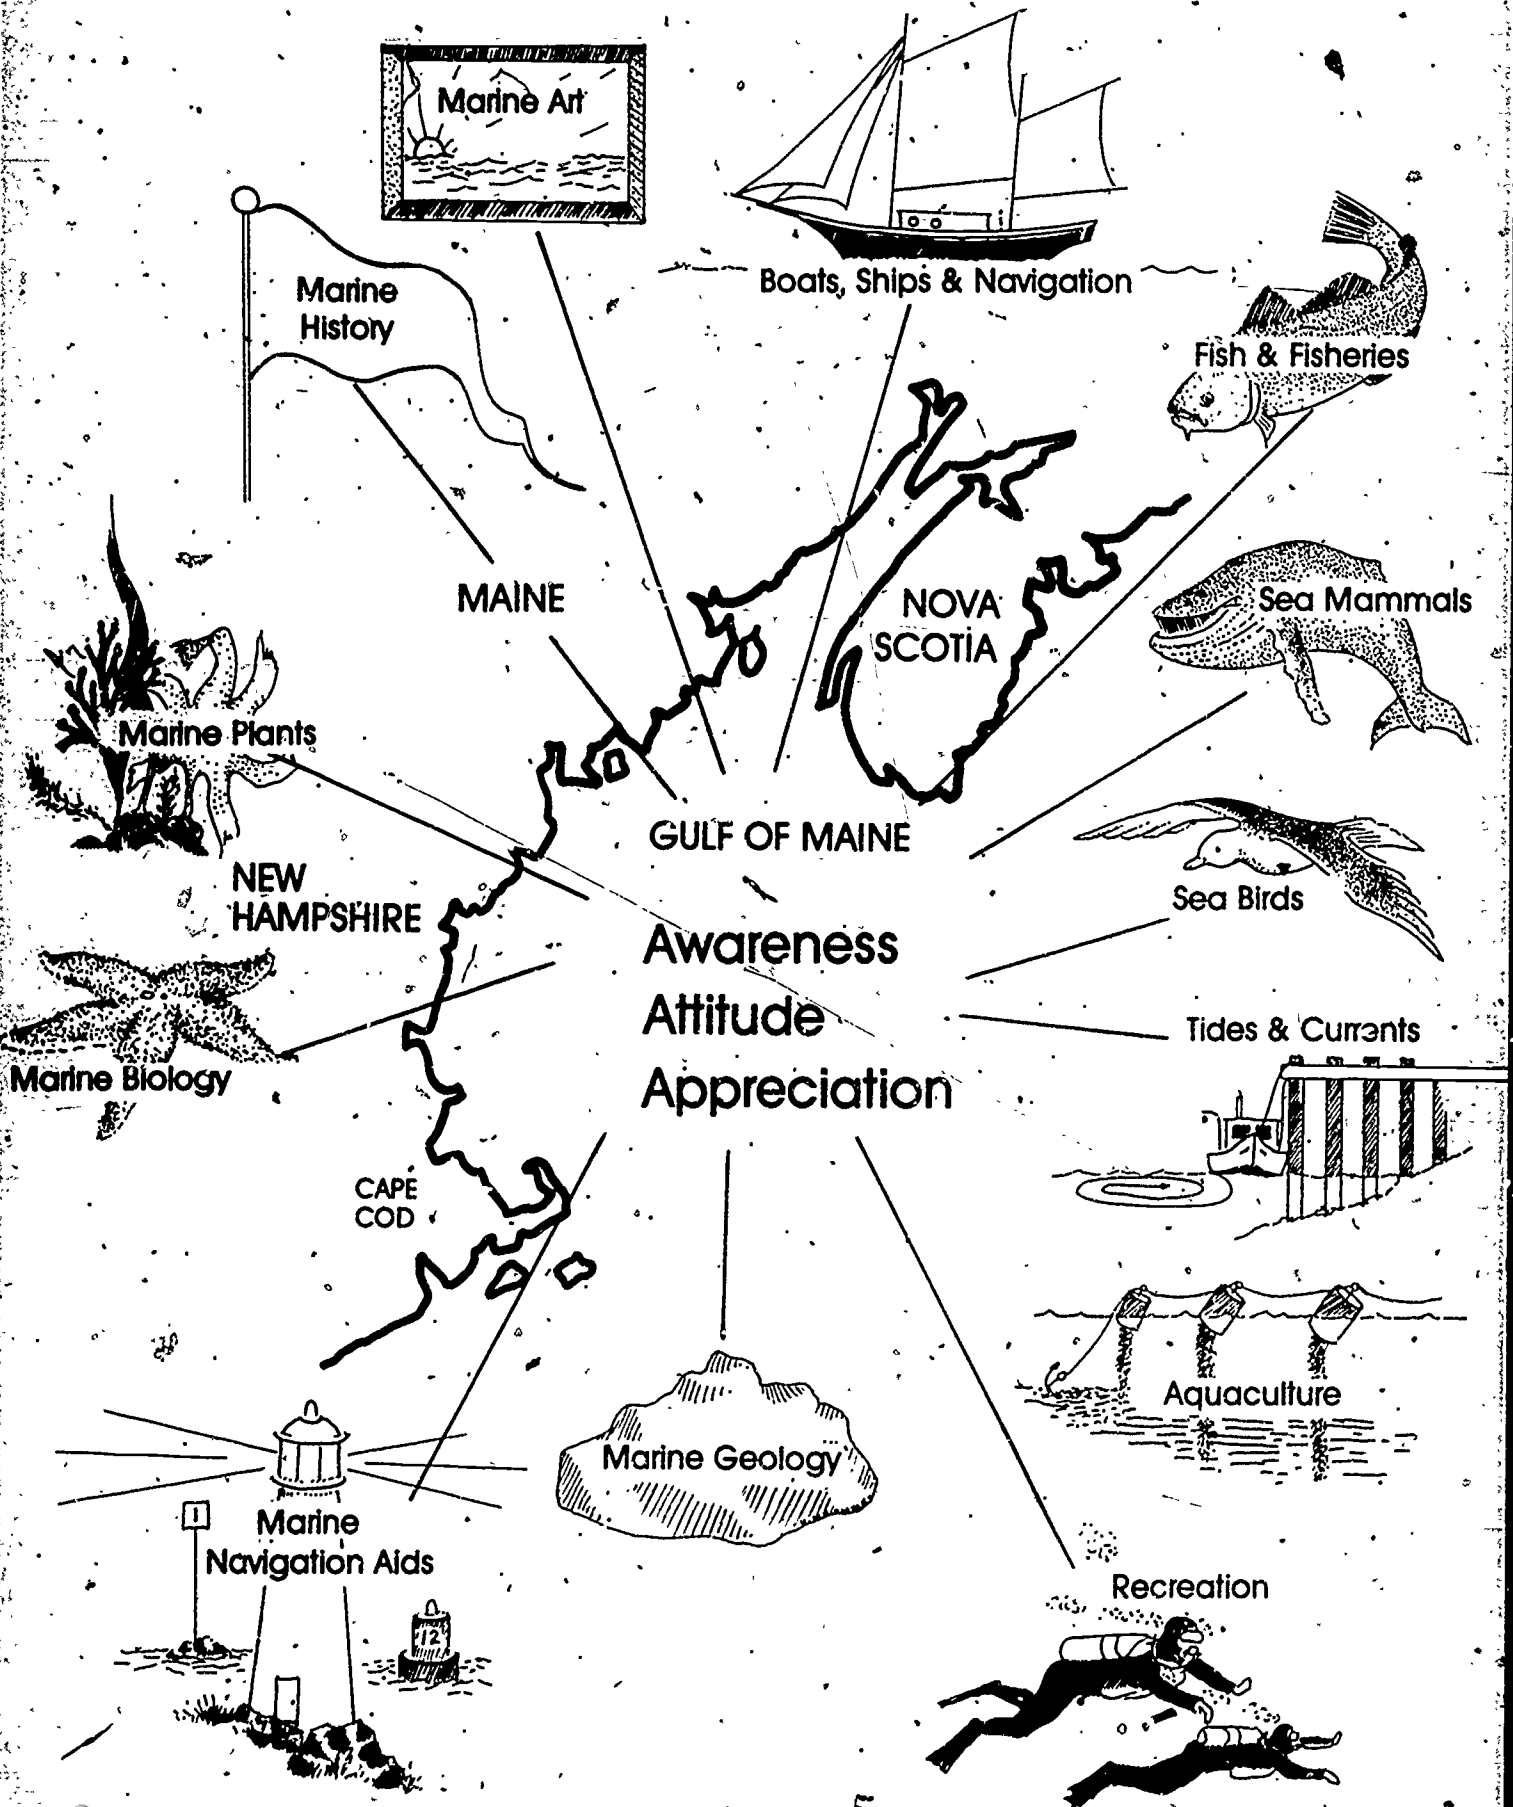 Marine Art
Boats, Ships & Navigation
Marine
History
Fish & Fisheries
MAINE
NOVA
SCOTIA
Sea Mammals
Marine Plants
GULF OF MAINE
NEW
HAMPSHIRE
Sea Birds
Awareness
Attitude
Appreciation
Tides & Currents
Marine Biology
CAPE
COD
Aquaculture
Marine Geology
1
Marine
Navigation Aids
12
Recreation